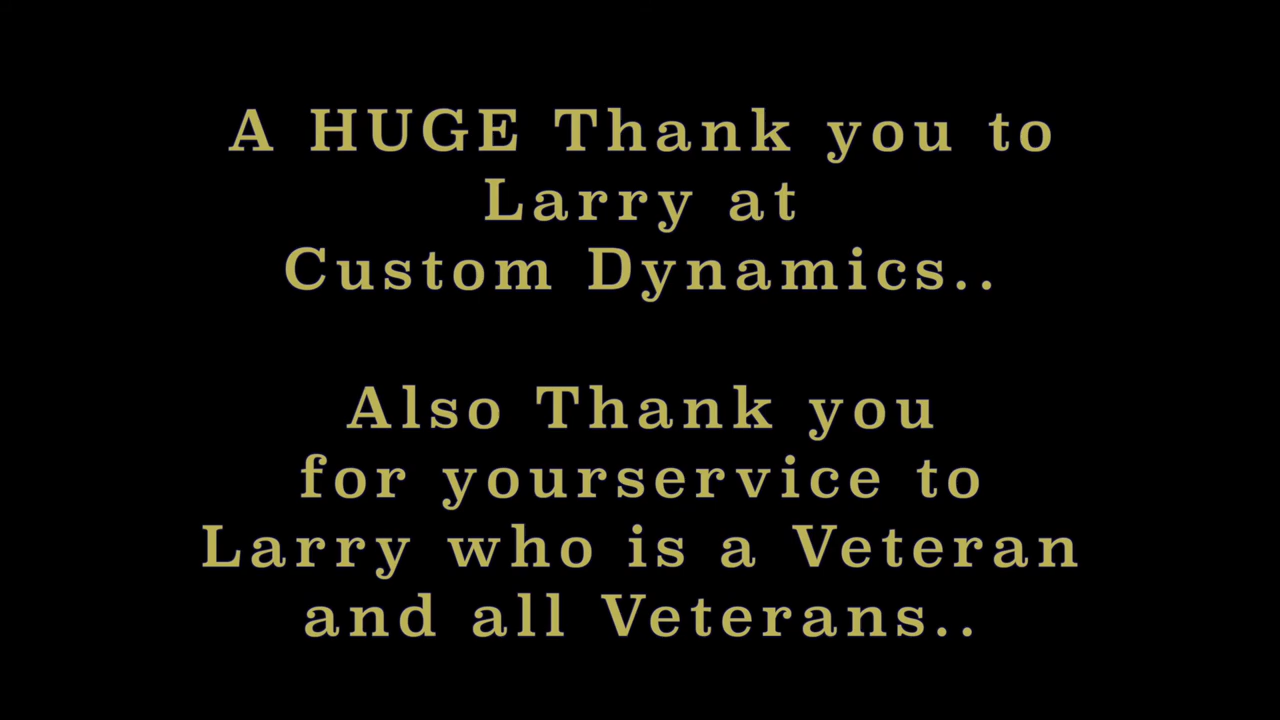 A HUGE Thank you to
Larry at
Custom Dynamics..
Also Thank you
for yourservice to
Larry who is a Veteran
and all Veterans..